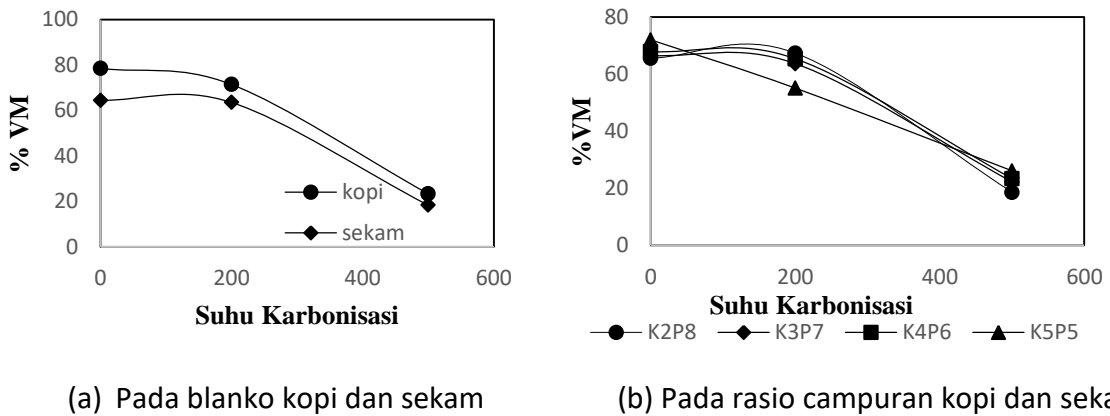 100
80
60
40
20
0
% VM
kopi
sekam
0 200 400 600
Suhu Karbonisasi
(a) Pada blanko kopi dan sekam
80
60
40
20
0
%VM
0 200 400 600
Suhu Karbonisasi
K2P8 K3P7 K4P6 K5P5
(b) Pada rasio campuran kopi dan seka